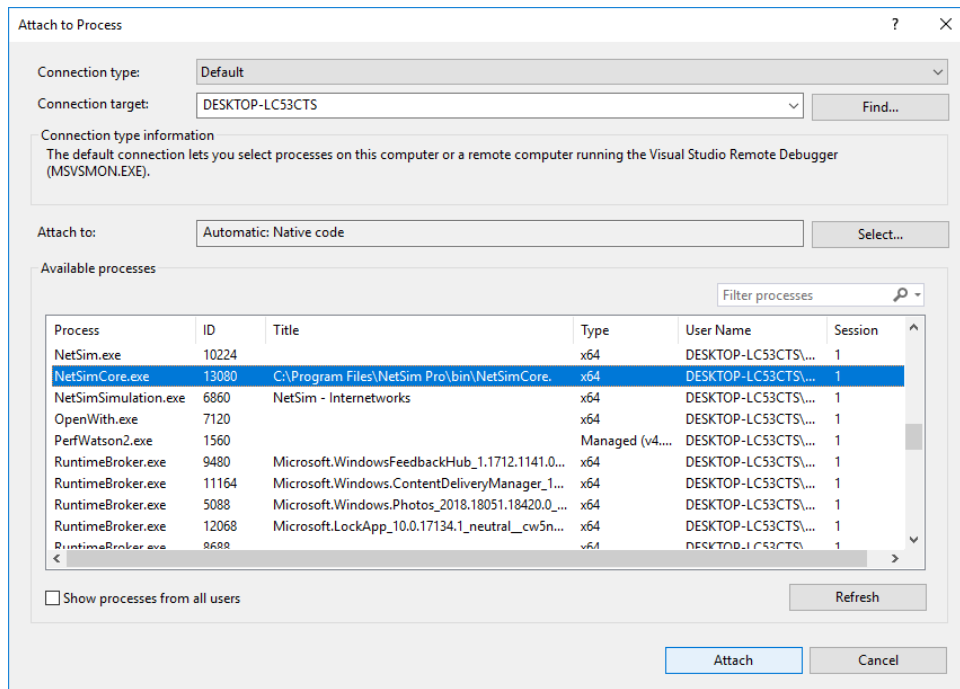 Attach to Process
Connection type: Default
Connection target: DESKTOP-LC53CTS Find...
Connection type information
The default connection lets you select processes on this computer or a remote computer running the Visual Studio Remote Debugger
(MSVSMON.EXE).
Attach to: Automatic: Native code Select...
Available processes
Filter processes
Process ID Title Type User Name Session
NetSim.exe 10224 x64 DESKTOP-LC53CTS\... 1
NetSimCore.exe 13080 C:\Program Files\NetSim Pro\bin\NetSimCore. x64 DESKTOP-LC53CTS\... 1
NetSimSimulation.exe 6860 NetSim - Internetworks x64 DESKTOP-LC53CTS\... 1
OpenWith.exe 7120 x64 DESKTOP-LC53CTS\... 1
PerfWatson2.exe 1560 Managed (v4.... DESKTOP-LC53CTS\... 1
RuntimeBroker.exe 9480 Microsoft.WindowsFeedbackHub_1.1712.1141.0... x64 DESKTOP-LC53CTS\... 1
RuntimeBroker.exe 11164 Microsoft.Windows.ContentDeliveryManager_1... x64 DESKTOP-LC53CTS\... 1
RuntimeBroker.exe 5088 Microsoft.Windows.Photos_2018.18051.18420.0_... x64 DESKTOP-LC53CTS\... 1
RuntimeBroker.exe 12068 Microsoft.LockApp_10.0.17134.1_neutral__cw5n... x64 DESKTOP-LC53CTS\... 1
RuntimeBroker.exe 8688 x64 DESKTOP-LC53CTS\... 1
Show processes from all users Refresh
Attach Cancel